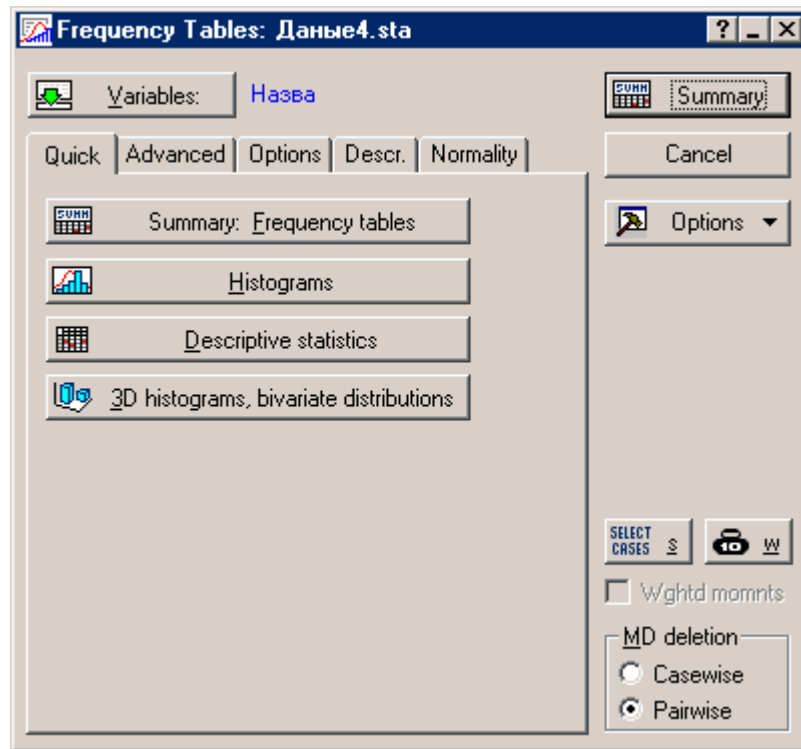 Frequency Tables: Даные4.sta
Variables: Назва
Summary
Quick Advanced Options Descr. Normality
Cancel
Summary: Frequency tables
Options
Histograms
Descriptive statistics
3D histograms, bivariate distributions
SELECT CASES S
W
Wghtd momnts
MD deletion
Casewise
Pairwise